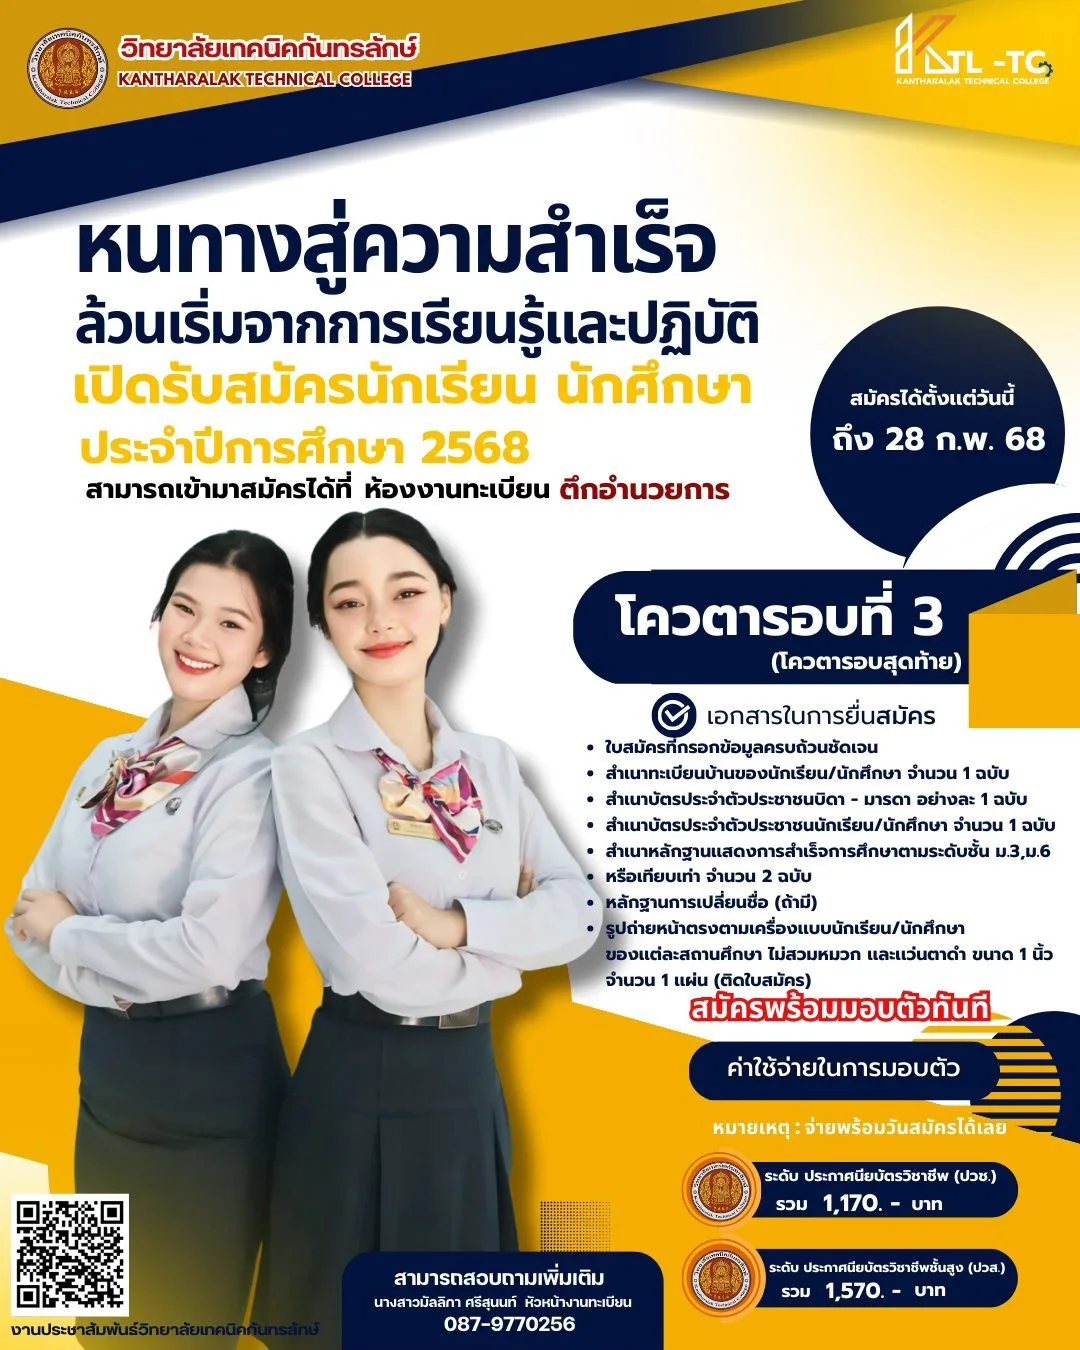 วิทยาลัยเทคนิคกันทรลักษ์
KANTHARALAK TECHNICAL COLLEGE
KTL -TC
KANTHARALAK TECHNICAL COLLEGE
หนทางสู่ความสำเร็จ
ล้วนเริ่มจากการเรียนรู้และปฏิบัติ
เปิดรับสมัครนักเรียน นักศึกษา
ประจำปีการศึกษา 2568
สามารถเข้ามาสมัครได้ที่ ห้องงานทะเบียน ตึกอำนวยการ
สมัครได้ตั้งแต่วันนี้
ถึง 28 ก.พ. 68
โควตารอบที่ 3
(โควตารอบสุดท้าย)
เอกสารในการยื่นสมัคร
• ใบสมัครที่กรอกข้อมูลครบถ้วนชัดเจน
• สำเนาทะเบียนบ้านของนักเรียน/นักศึกษา จำนวน 1 ฉบับ
• สำเนาบัตรประจำตัวประชาชนบิดา - มารดา อย่างละ 1 ฉบับ
• สำเนาบัตรประจำตัวประชาชนนักเรียน/นักศึกษา จำนวน 1 ฉบับ
• สำเนาหลักฐานแสดงการสำเร็จการศึกษาตามระดับชั้น ม.3,ม.6
• หรือเทียบเท่า จำนวน 2 ฉบับ
• หลักฐานการเปลี่ยนชื่อ (ถ้ามี)
• รูปถ่ายหน้าตรงตามเครื่องแบบนักเรียน/นักศึกษา
ของแต่ละสถานศึกษา ไม่สวมหมวก และแว่นตาดำ ขนาด 1 นิ้ว
จำนวน 1 แผ่น (ติดใบสมัคร)
สมัครพร้อมมอบตัวทันที
ค่าใช้จ่ายในการมอบตัว
หมายเหตุ : จ่ายพร้อมวันสมัครได้เลย
ระดับ ประกาศนียบัตรวิชาชีพ (ปวช.)
รวม 1,170. - บาท
ระดับ ประกาศนียบัตรวิชาชีพชั้นสูง (ปวส.)
รวม 1,570. - บาท
สามารถสอบถามเพิ่มเติม
นางสาวมัลลิกา ศรีสุนนท์ หัวหน้างานทะเบียน
087-9770256
งานประชาสัมพันธ์วิทยาลัยเทคนิคกันทรลักษ์